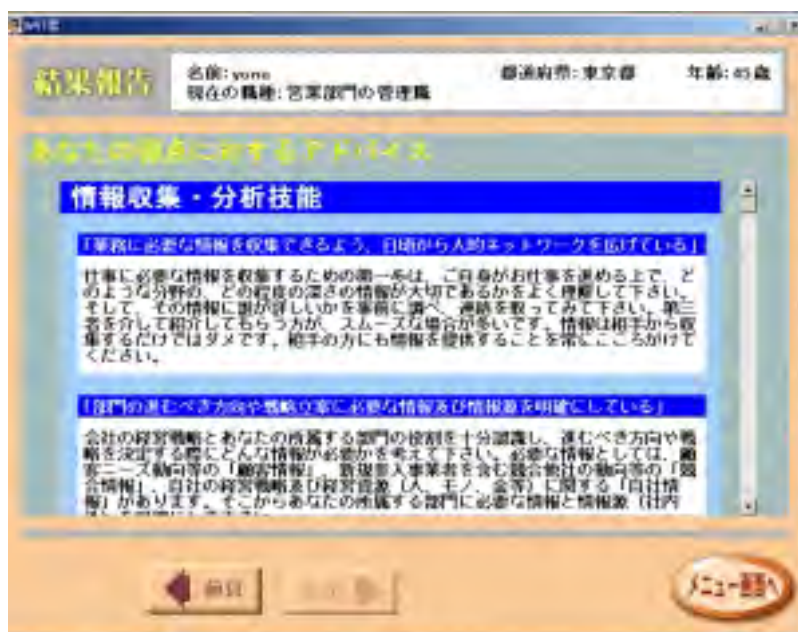 結果報告
名前: yono
都道府県: 東京都
年齢: 45歳
現在の職種: 営業部門の管理職
あなたの弱点に対するアドバイス
情報収集・分析技能
「業務に必要な情報を収集できるよう、日頃から人的ネットワークを広げている」
仕事に必要な情報を収集するための第一歩は、ご自身がお仕事を進める上で、ど
のような分野の、どの程度の深さの情報が大切であるかをよく理解して下さい。
そして、その情報に誰が詳しいかを事前に調べ、連絡を取ってみて下さい。第三
者を介して紹介してもらう方が、スムーズな場合が多いです。情報は相手から収
集するだけではダメです。相手の方にも情報を提供することを常にこころがけて
ください。
「部門の進むべき方向や戦略立案に必要な情報及び情報源を明確にしている」
会社の経営戦略とあなたの所属する部門の役割を十分認識し、進むべき方向や戦
略を決定する際にどんな情報が必要かを考えて下さい。必要な情報としては、顧
客ニーズ動向等の「顧客情報」、新規参入事業者を含む競合他社の動向等の「競
合情報」、自社の経営戦略及び経営資源（人、モノ、金等）に関する「自社情
報」があります。そこからあなたの所属する部門に必要な情報と情報源（社内
前頁
メニュー画面へ